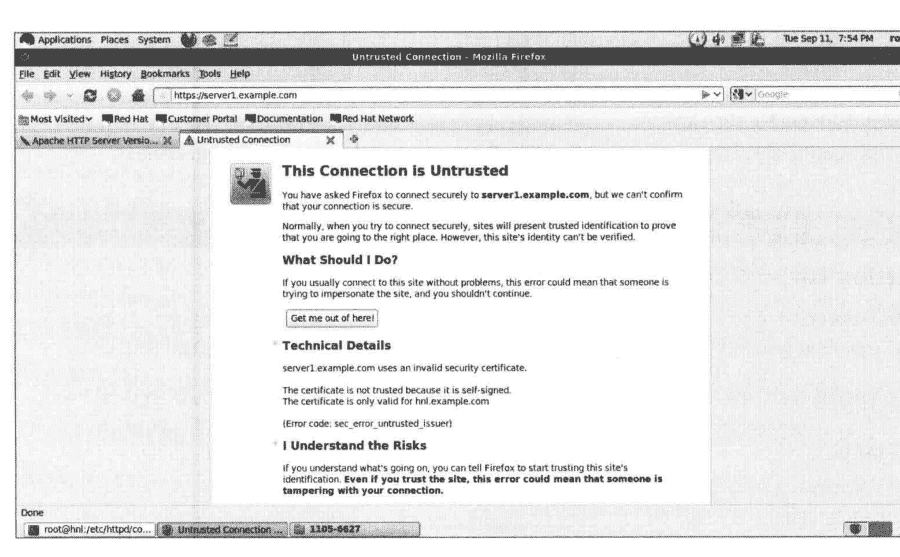 Applications Places System
Tue Sep 11, 7:54 PM ro
Untrusted Connection - Mozilla Firefox
File Edit View History Bookmarks Tools Help
https://server1.example.com
Google
Most Visited Red Hat Customer Portal Documentation Red Hat Network
Apache HTTP Server Versio... Untrusted Connection
This Connection is Untrusted
You have asked Firefox to connect securely to server1.example.com, but we can't confirm
that your connection is secure.
Normally, when you try to connect securely, sites will present trusted identification to prove
that you are going to the right place. However, this site's identity can't be verified.
What Should I Do?
If you usually connect to this site without problems, this error could mean that someone is
trying to impersonate the site, and you shouldn't continue.
Get me out of here!
Technical Details
server1.example.com uses an invalid security certificate.
The certificate is not trusted because it is self-signed.
The certificate is only valid for hnl.example.com
(Error code: sec_error_untrusted_issuer)
I Understand the Risks
If you understand what's going on, you can tell Firefox to start trusting this site's
identification. Even if you trust the site, this error could mean that someone is
tampering with your connection.
Done
root@hnl:/etc/httpd/co... Untrusted Connection ... 1105-6627